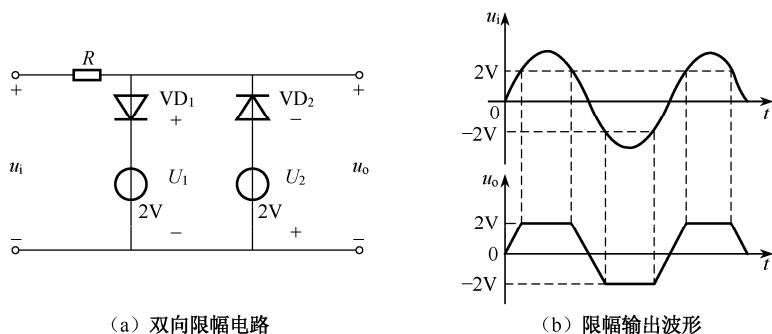 R
+
+
VD₁
VD₂
+
−
uᵢ
U₁
U₂
uₒ
2V
2V
−
−
+
−
（a）双向限幅电路
uᵢ
2V
0
t
−2V
uₒ
2V
0
t
−2V
（b）限幅输出波形